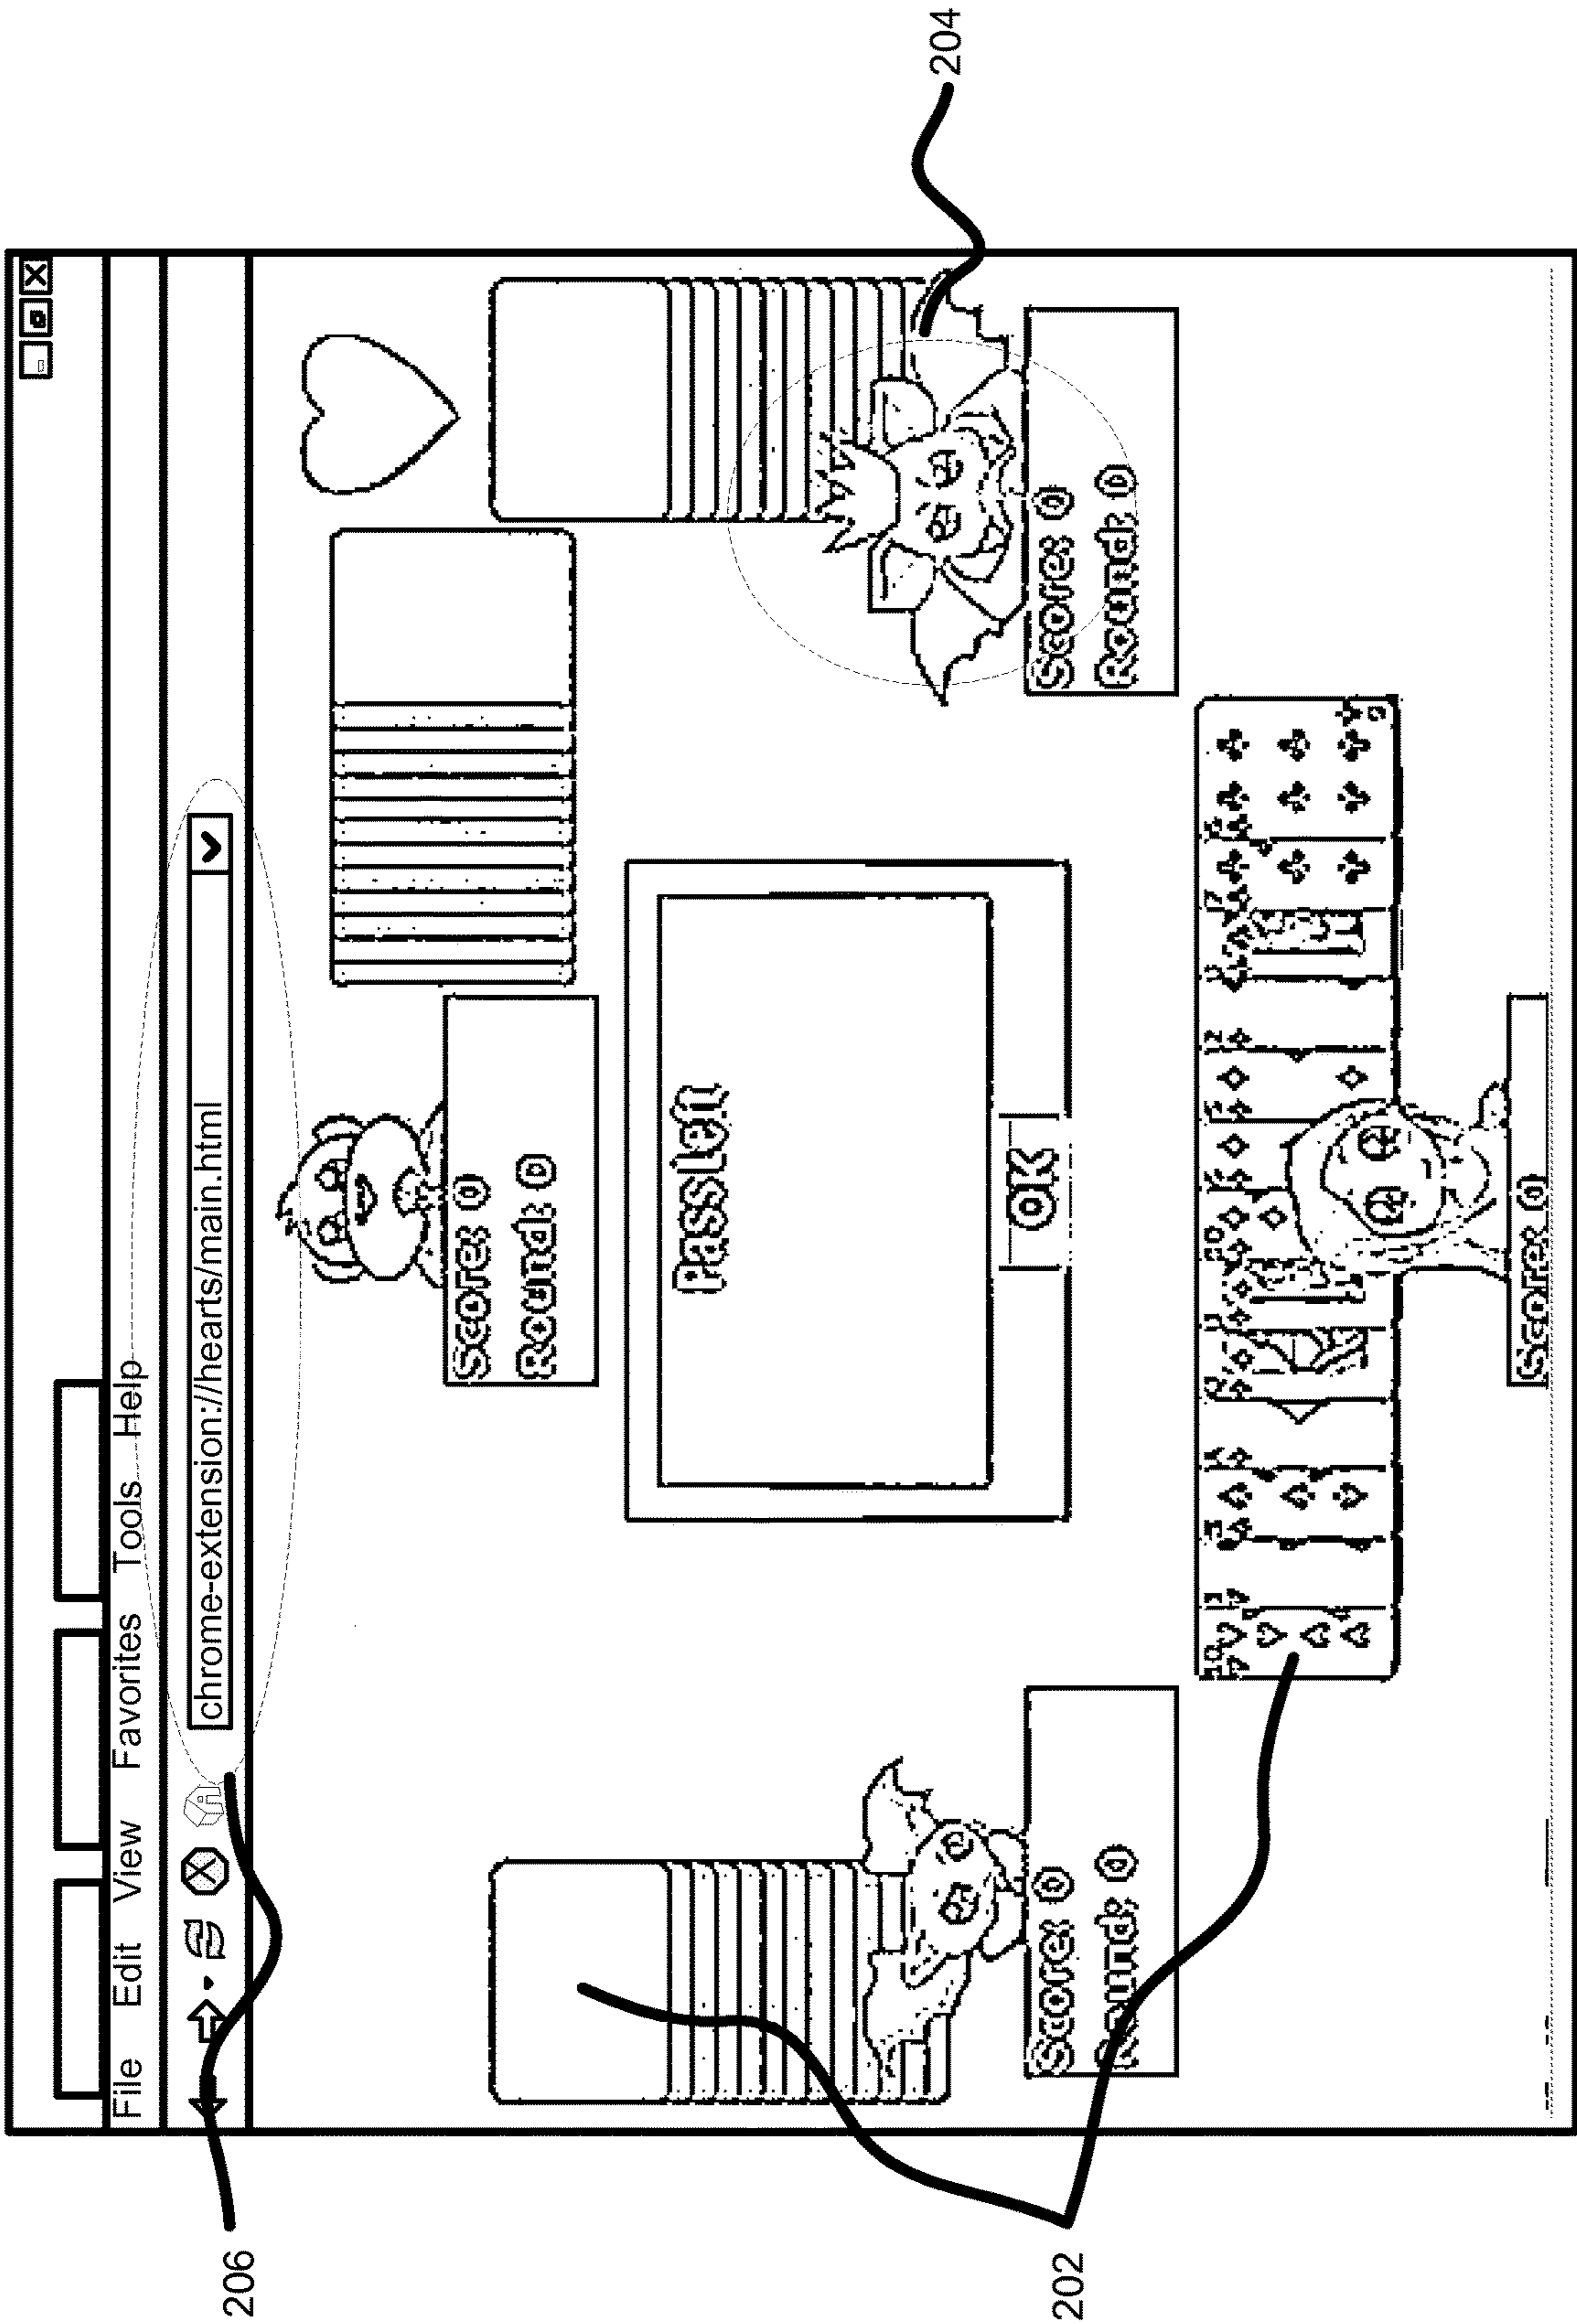 File Edit View Favorites Tools Help
chrome-extension://hearts/main.html
206
Score: 0
Round: 0
Pass left
OK
Score: 0
Round: 0
Score: 0
Round: 0
204
202
10
Score: 0